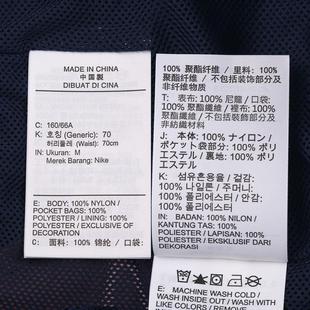 MADE IN CHINA
中國製
DIBUAT DI CINA
C: 160/66A
K: 호칭 (Generic): 70
허리둘레 (Waist): 70cm
IN: Ukuran: M
Merek Barang: Nike
E: BODY: 100% NYLON /
POCKET BAGS: 100%
POLYESTER / LINING: 100%
POLYESTER / EXCLUSIVE OF
DECORATION
C: 面料: 100% 锦纶 / 口
100% 聚酯纤维 / 里料: 100%
聚酯纤维 / 不包括装饰部分及
非纤维物质
T: 表布: 100% 尼龍 / 口袋:
100% 聚酯纖維 / 裏布: 100%
聚酯纖維 / 不包括裝飾部分及
非紡織材料
J: 本体: 100% ナイロン /
ポケット袋部分: 100% ポリ
エステル / 裏地: 100% ポリ
エステル
K: 섬유혼용율 / 겉감:
100% 나일론 / 주머니:
100% 폴리에스터 / 안감:
100% 폴리에스터
IN: BADAN: 100% NILON /
KANTUNG TAS: 100%
POLYESTER / LAPISAN: 100%
POLYESTER / EKSKLUSIF DARI
DEKORASI
E: MACHINE WASH COLD /
WASH INSIDE OUT / WASH WITH